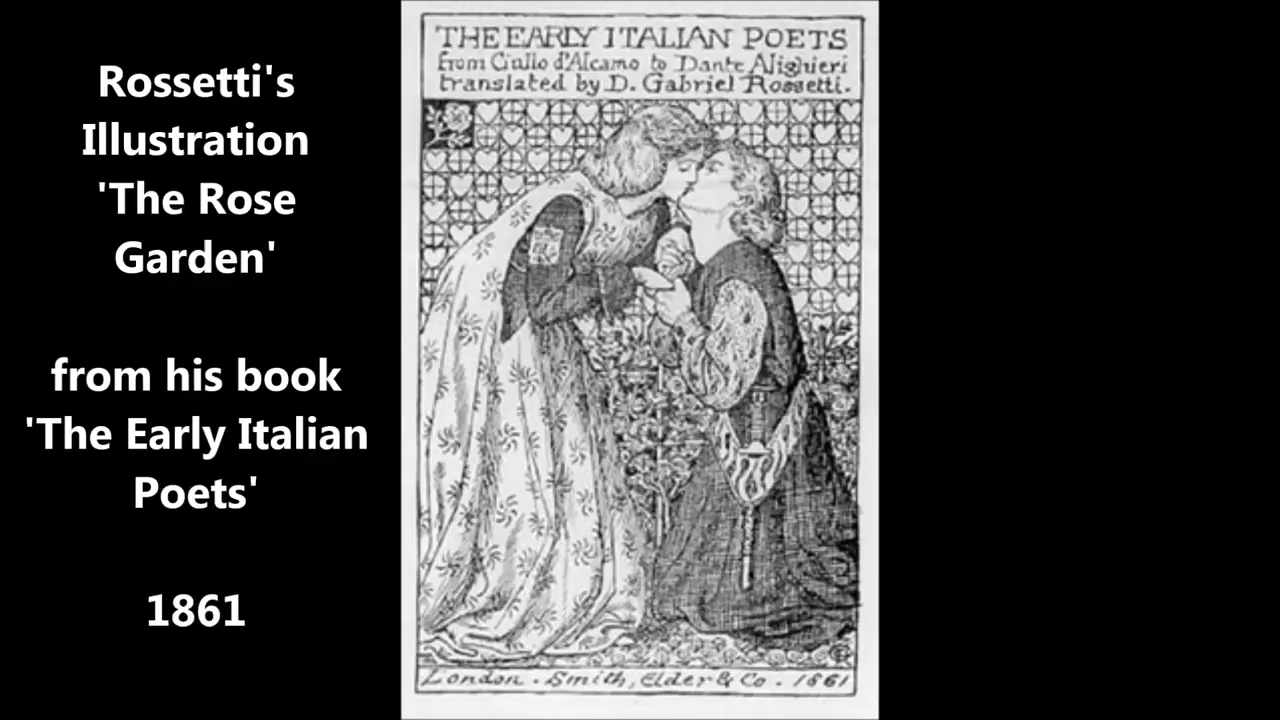 Rossetti's
Illustration
'The Rose
Garden'
from his book
'The Early Italian
Poets'
1861
THE EARLY ITALIAN POETS
from Ciullo d'Alcamo to Dante Alighieri
translated by D. Gabriel Rossetti.
London. Smith, Elder & Co. 1861